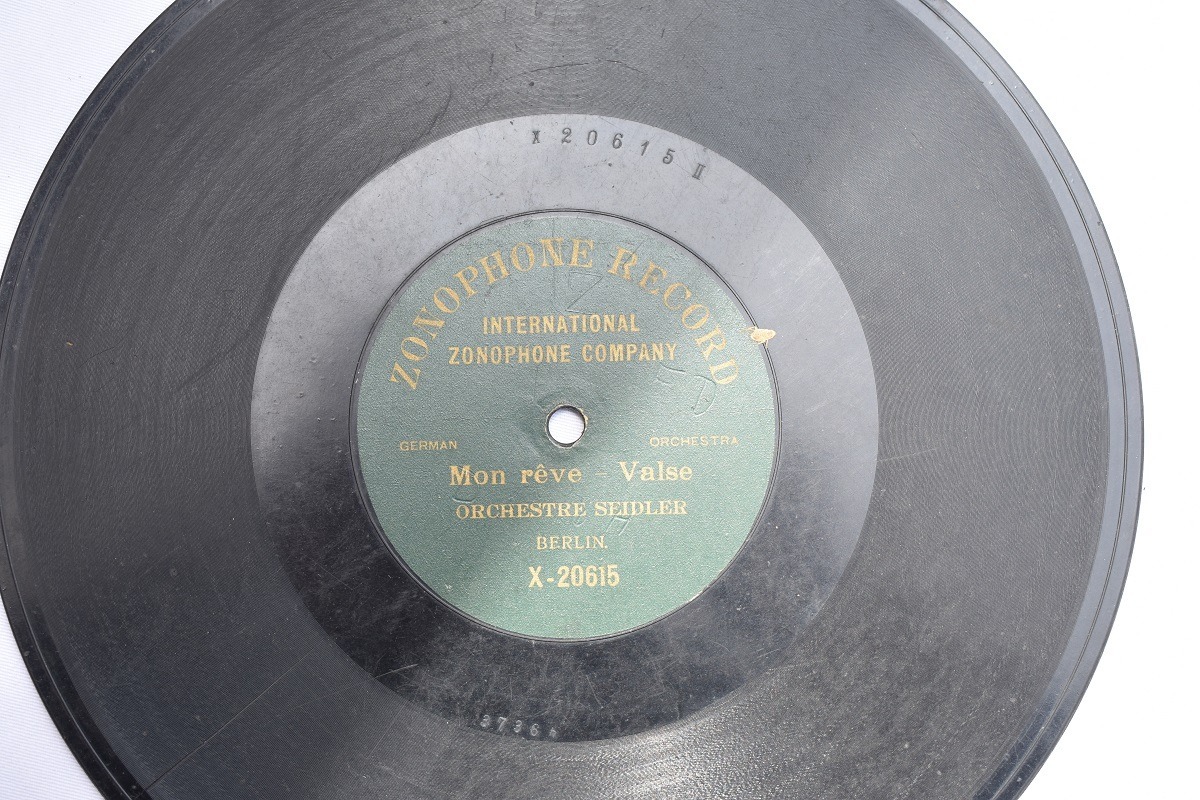 X 20615 II
ZONOPHONE RECORD
INTERNATIONAL
ZONOPHONE COMPANY
GERMAN ORCHESTRA
Mon rêve - Valse
ORCHESTRE SEIDLER
BERLIN.
X-20615